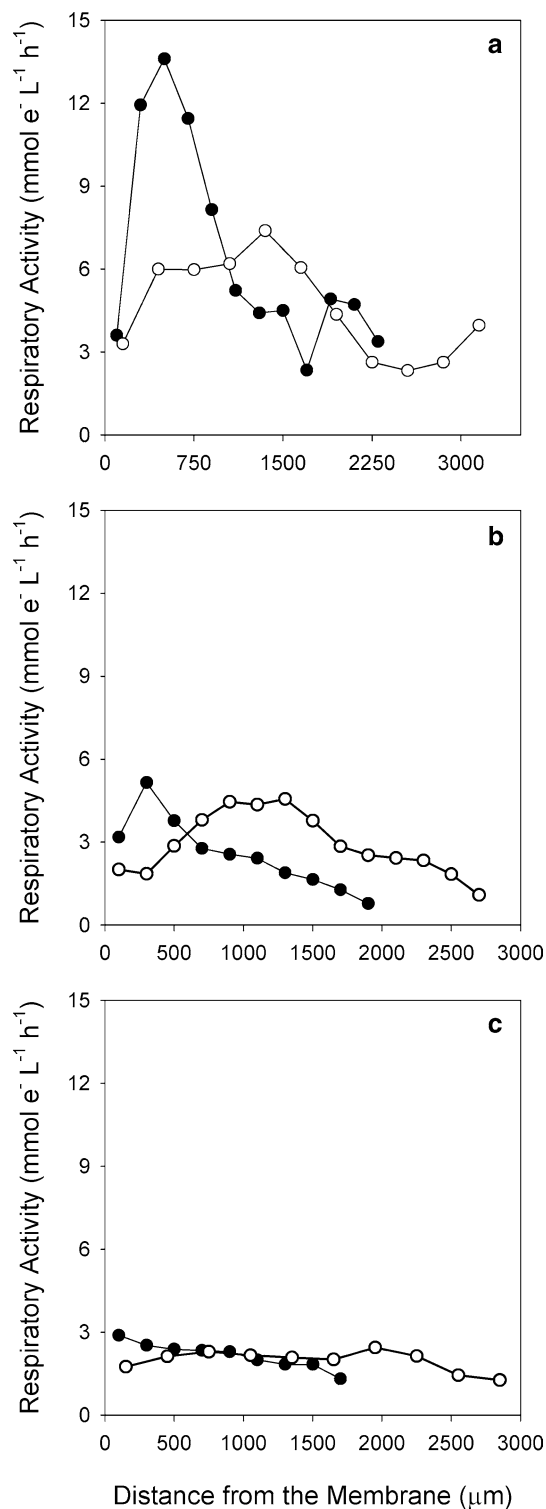 a
15
12
9
6
3
0
0 750 1500 2250 3000
Respiratory Activity (mmol e⁻ L⁻¹ h⁻¹)
b
15
12
9
6
3
0
0 500 1000 1500 2000 2500 3000
Respiratory Activity (mmol e⁻ L⁻¹ h⁻¹)
c
15
12
9
6
3
0
0 500 1000 1500 2000 2500 3000
Respiratory Activity (mmol e⁻ L⁻¹ h⁻¹)
Distance from the Membrane (μm)